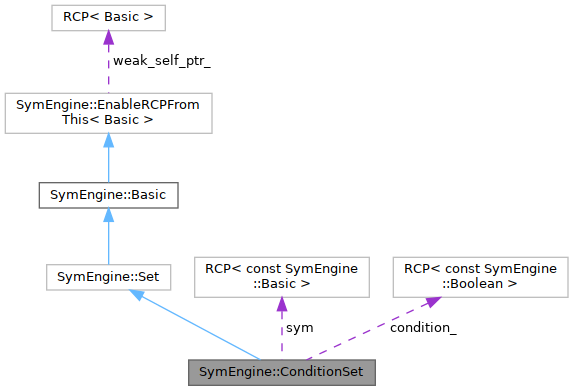 RCP< Basic >
weak_self_ptr_
SymEngine::EnableRCPFrom
This< Basic >
SymEngine::Basic
SymEngine::Set
RCP< const SymEngine
::Basic >
RCP< const SymEngine
::Boolean >
sym
condition_
SymEngine::ConditionSet